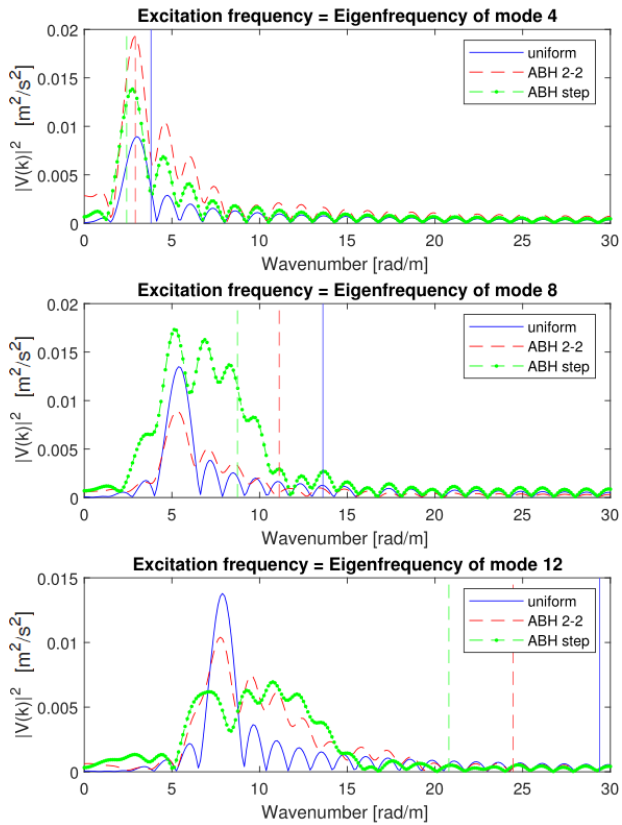 Excitation frequency = Eigenfrequency of mode 4
|V(k)|² [m²/s²]
0.02
0.015
0.01
0.005
0
uniform
ABH 2-2
ABH step
0 5 10 15 20 25 30
Wavenumber [rad/m]
Excitation frequency = Eigenfrequency of mode 8
|V(k)|² [m²/s²]
0.02
0.015
0.01
0.005
0
uniform
ABH 2-2
ABH step
0 5 10 15 20 25 30
Wavenumber [rad/m]
Excitation frequency = Eigenfrequency of mode 12
|V(k)|² [m²/s²]
0.015
0.01
0.005
0
uniform
ABH 2-2
ABH step
0 5 10 15 20 25 30
Wavenumber [rad/m]